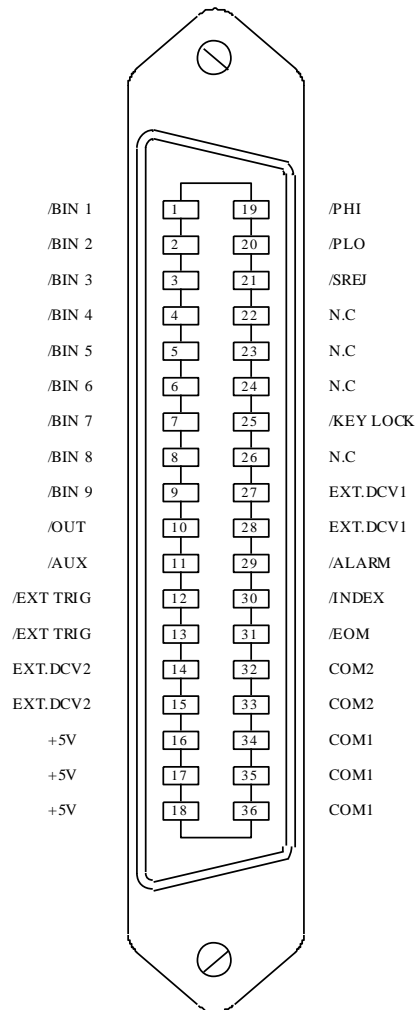 /BIN 1 1 19 /PHI
/BIN 2 2 20 /PLO
/BIN 3 3 21 /SREJ
/BIN 4 4 22 N.C
/BIN 5 5 23 N.C
/BIN 6 6 24 N.C
/BIN 7 7 25 /KEY LOCK
/BIN 8 8 26 N.C
/BIN 9 9 27 EXT.DCV1
/OUT 10 28 EXT.DCV1
/AUX 11 29 /ALARM
/EXT TRIG 12 30 /INDEX
/EXT TRIG 13 31 /EOM
EXT.DCV2 14 32 COM2
EXT.DCV2 15 33 COM2
+5V 16 34 COM1
+5V 17 35 COM1
+5V 18 36 COM1